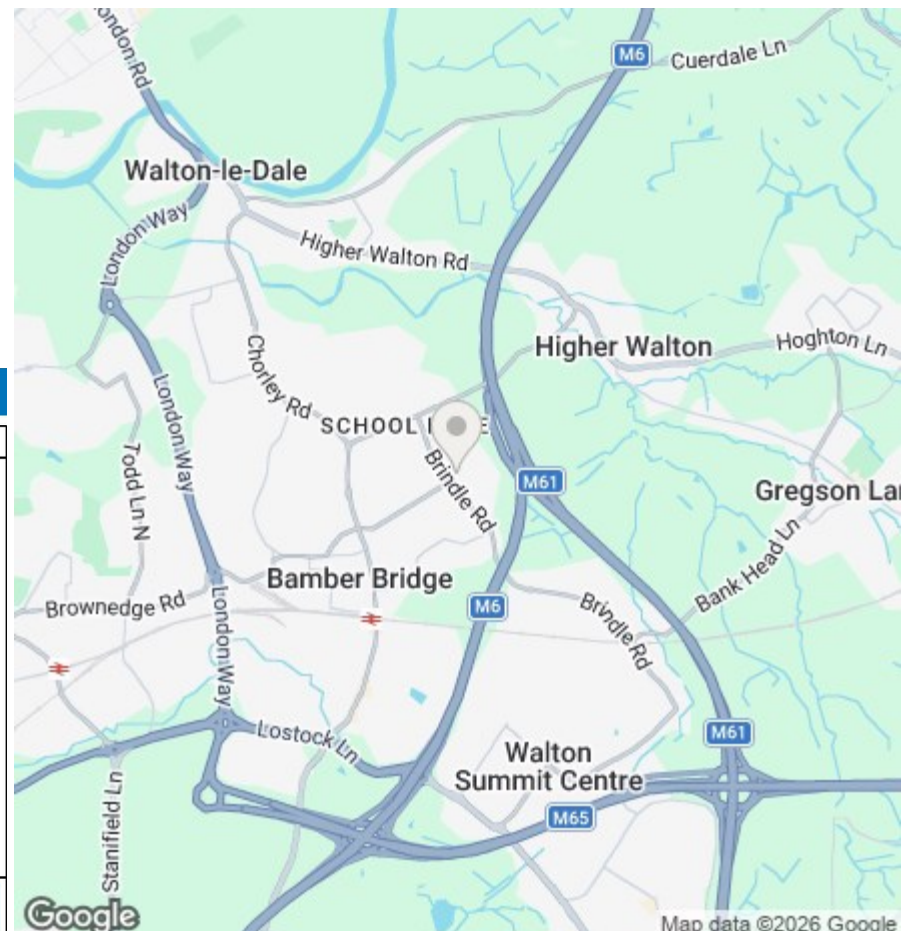 London Rd
M6
Cuerdale Ln
Walton-le-Dale
London Way
Higher Walton Rd
Higher Walton
Hoghton Ln
Chorley Rd
SCHOOL
London Way
Todd Ln N
Brindle Rd
M61
Gregson
Bank Head Ln
Bamber Bridge
Brownedge Rd
M6
Brindle Rd
London Way
Lostock Ln
M61
Walton
Summit Centre
M65
Stanifield Ln
Google
Map data ©2026 Google